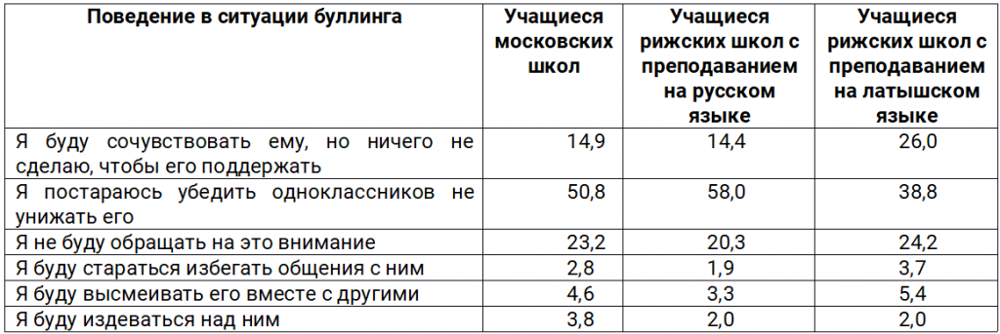 Поведение в ситуации буллинга
Учащиеся
московских
школ
Учащиеся
рижских школ с
преподаванием
на русском
языке
Учащиеся
рижских школ с
преподаванием
на латышском
языке
Я буду сочувствовать ему, но ничего не
сделаю, чтобы его поддержать
14,9
14,4
26,0
Я постараюсь убедить одноклассников не
унижать его
50,8
58,0
38,8
Я не буду обращать на это внимание
23,2
20,3
24,2
Я буду стараться избегать общения с ним
2,8
1,9
3,7
Я буду высмеивать его вместе с другими
4,6
3,3
5,4
Я буду издеваться над ним
3,8
2,0
2,0